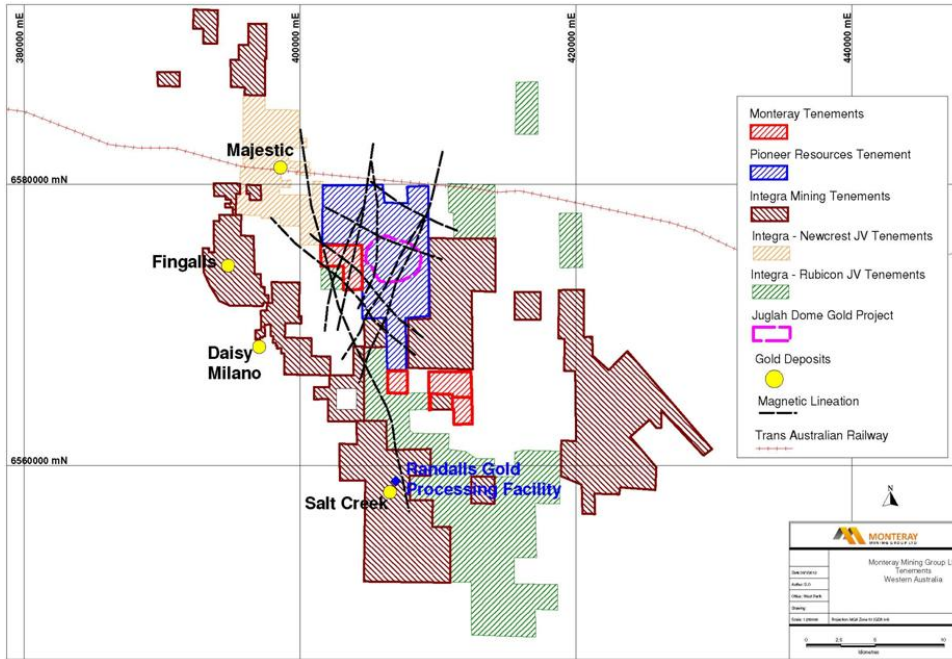 380000 mE
400000 mE
420000 mE
440000 mE
Majestic
6580000 mN
Fingalls
Daisy
Milano
6560000 mN
Randalls Gold
Processing Facility
Salt Creek
Monteray Tenements
Pioneer Resources Tenement
Integra Mining Tenements
Integra - Newcrest JV Tenements
Integra - Rubicon JV Tenements
Juglah Dome Gold Project
Gold Deposits
Magnetic Lineation
Trans Australian Railway
N
MONTERAY
MINING GROUP LTD
Monteray Mining Group L
Tenements
Western Australia
0 2.5 5 10
kilometres